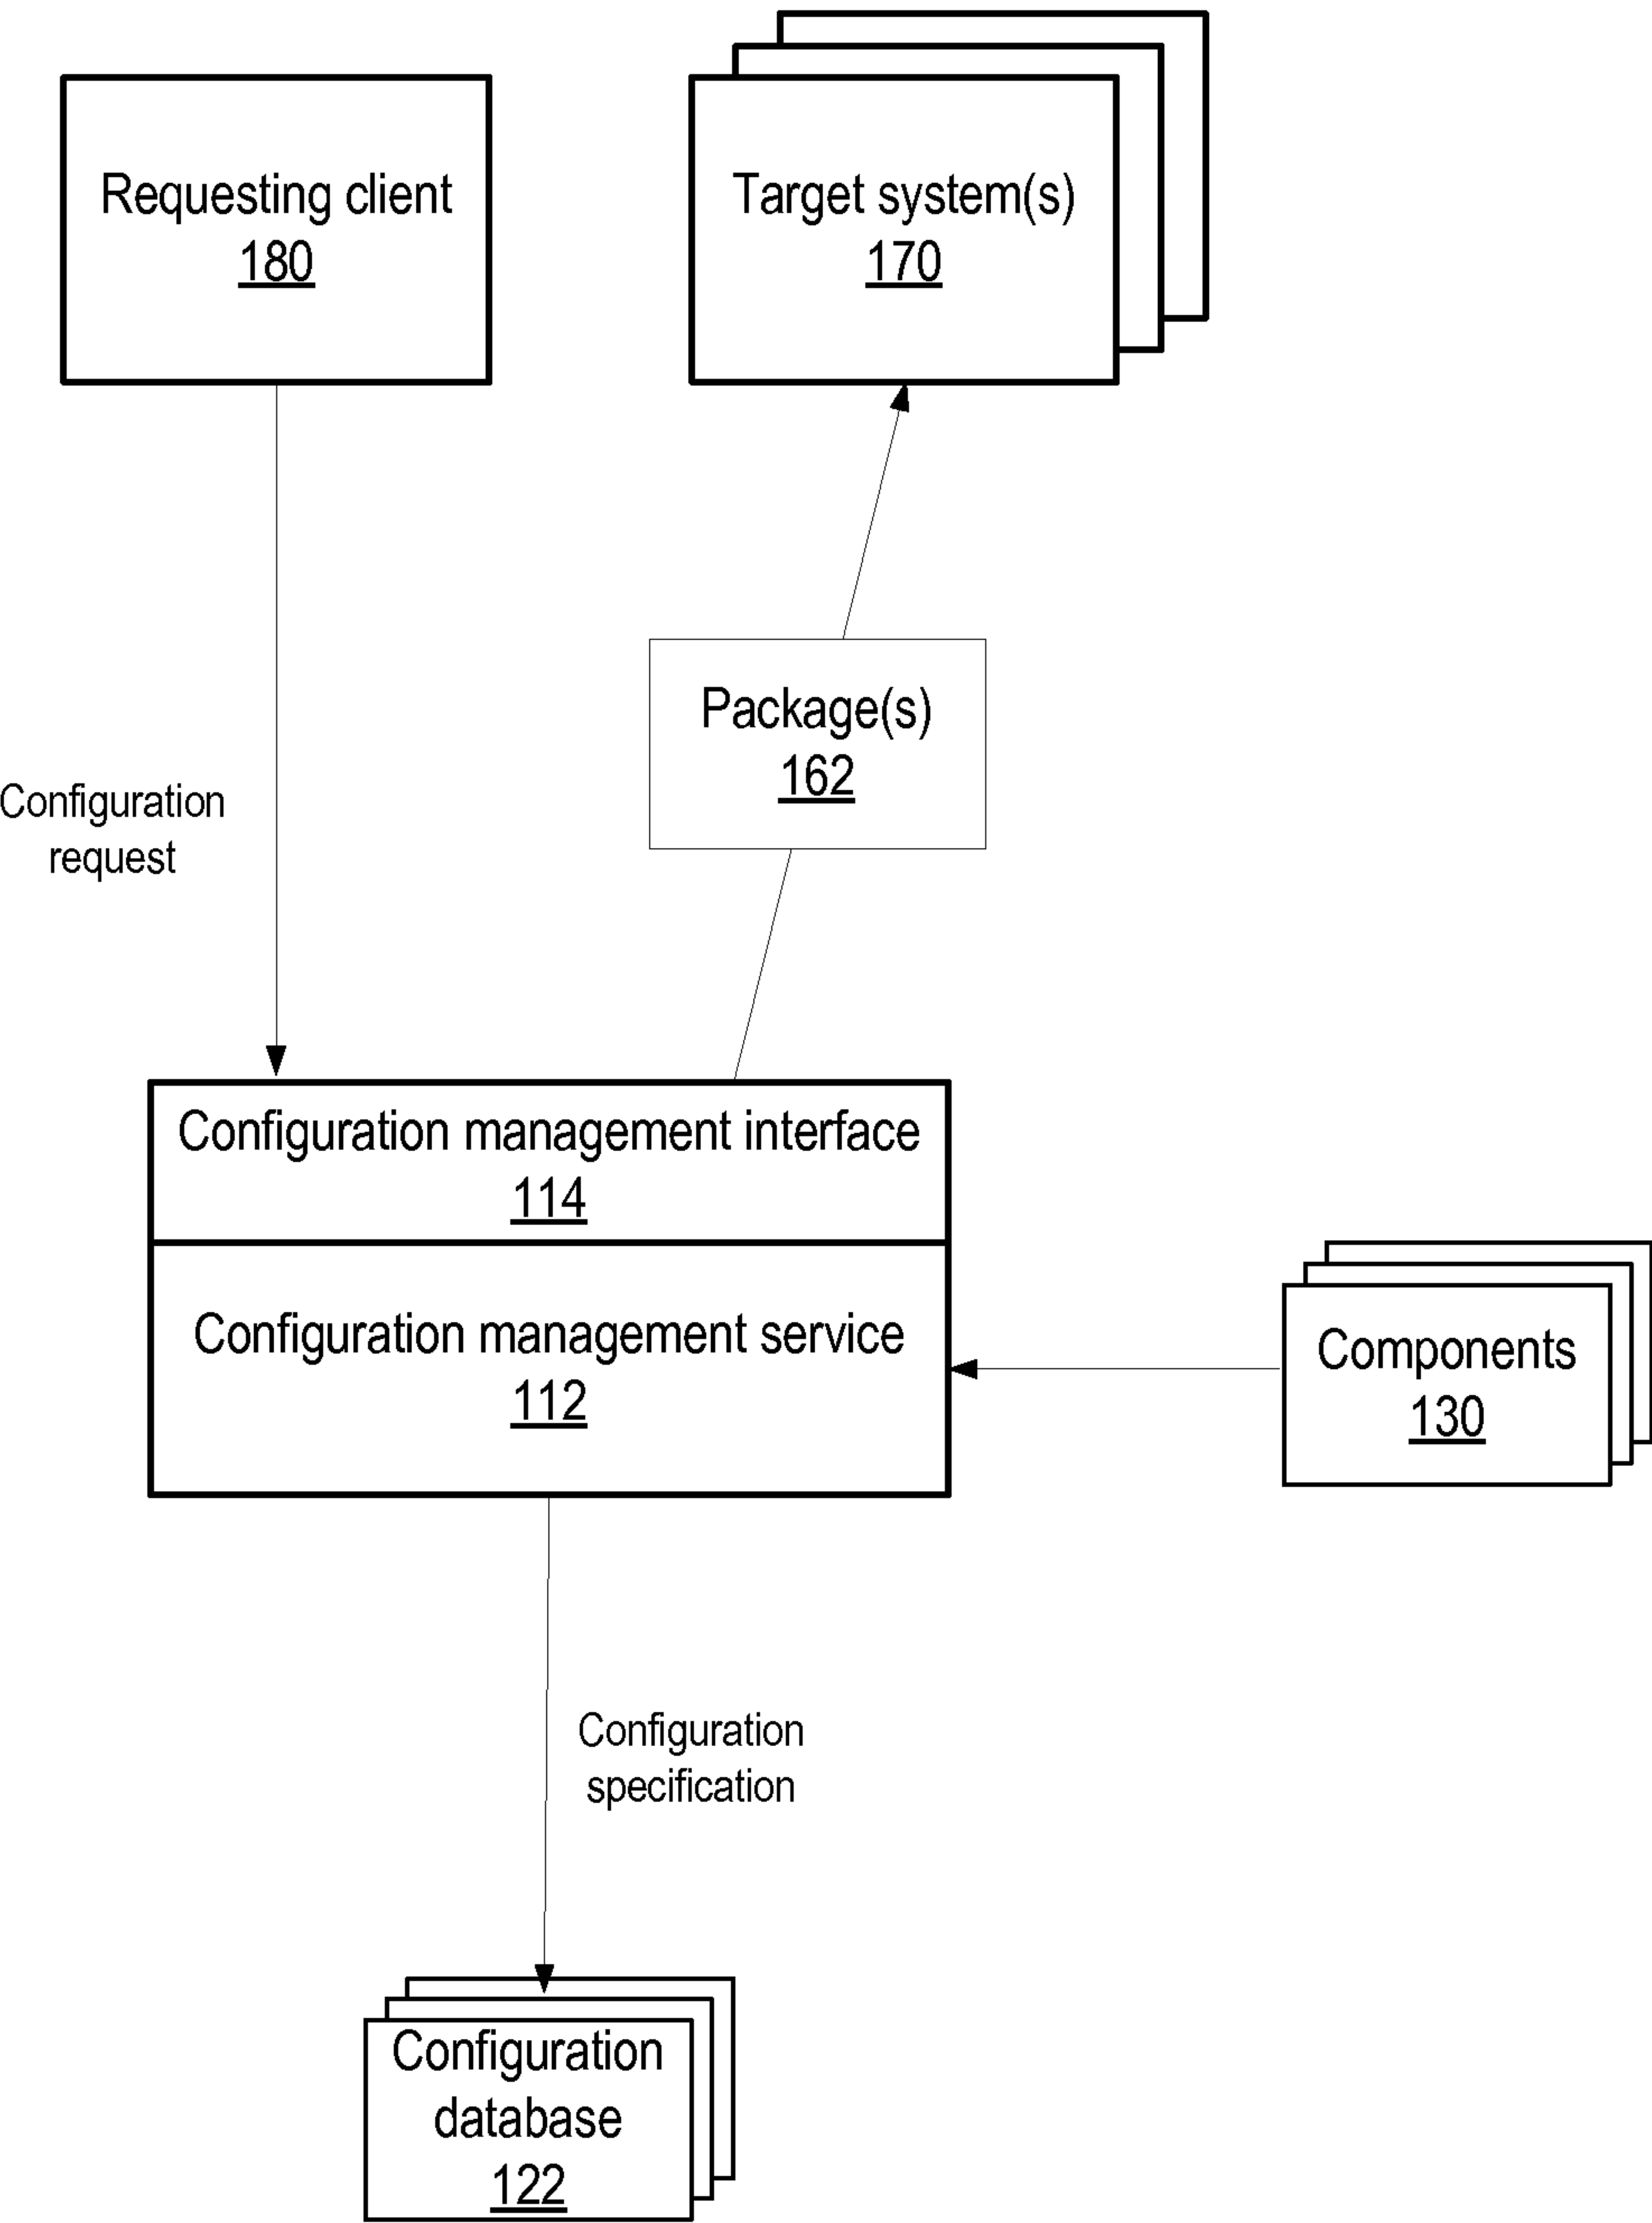 Requesting client
180
Target system(s)
170
Package(s)
162
Configuration
request
Configuration management interface
114
Configuration management service
112
Components
130
Configuration
specification
Configuration
database
122